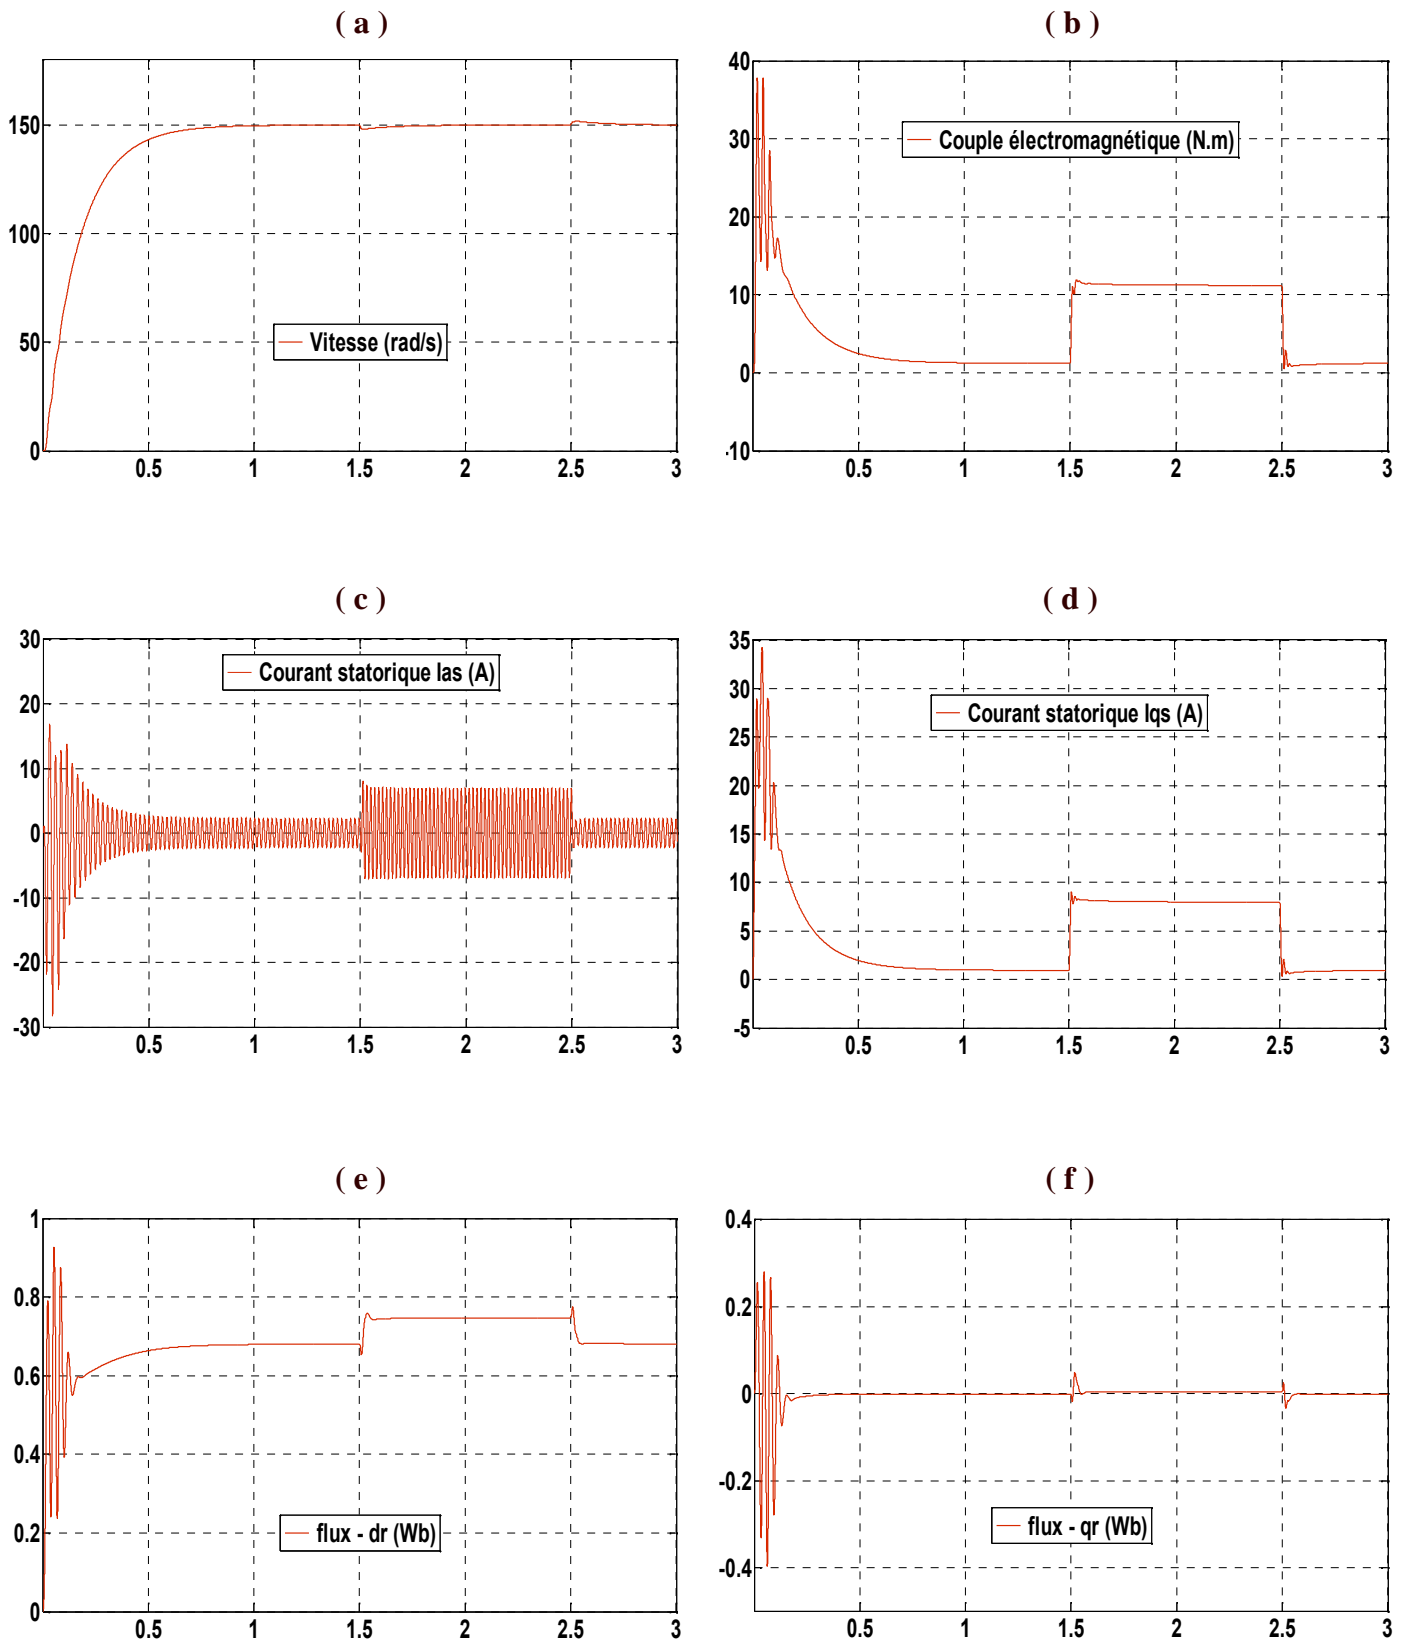 ( a )
150
100
50
0
0.5 1 1.5 2 2.5 3
Vitesse (rad/s)
( b )
40
30
20
10
0
-10
0.5 1 1.5 2 2.5 3
Couple électromagnétique (N.m)
( c )
30
20
10
0
-10
-20
-30
0.5 1 1.5 2 2.5 3
Courant statorique Ias (A)
( d )
35
30
25
20
15
10
5
0
-5
0.5 1 1.5 2 2.5 3
Courant statorique Iqs (A)
( e )
1
0.8
0.6
0.4
0.2
0
0.5 1 1.5 2 2.5 3
flux - dr (Wb)
( f )
0.4
0.2
0
-0.2
-0.4
0.5 1 1.5 2 2.5 3
flux - qr (Wb)